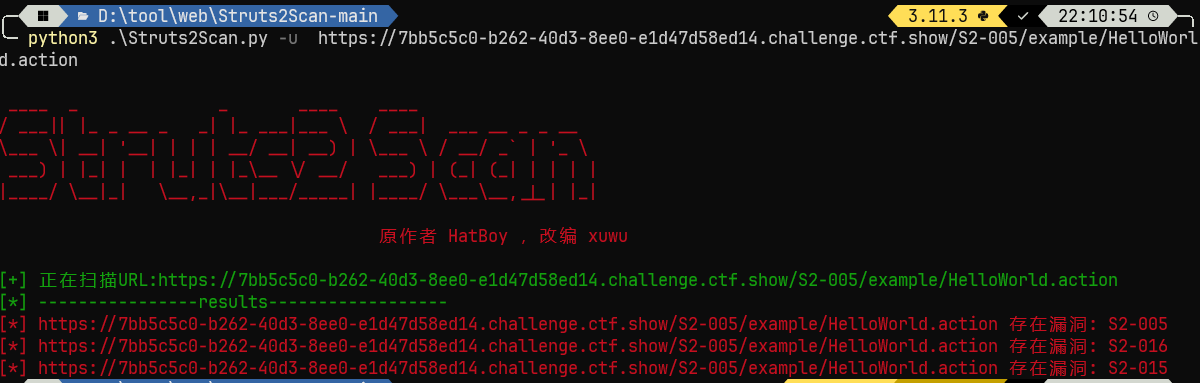 D:\tool\web\Struts2Scan-main 3.11.3 22:10:54
python3 .\Struts2Scan.py -u https://7bb5c5c0-b262-40d3-8ee0-e1d47d58ed14.challenge.ctf.show/S2-005/example/HelloWorl
d.action
Struts2 Scan
原作者 HatBoy , 改编 xuwu
[+] 正在扫描URL:https://7bb5c5c0-b262-40d3-8ee0-e1d47d58ed14.challenge.ctf.show/S2-005/example/HelloWorld.action
[*] ----------------results------------------
[*] https://7bb5c5c0-b262-40d3-8ee0-e1d47d58ed14.challenge.ctf.show/S2-005/example/HelloWorld.action 存在漏洞: S2-005
[*] https://7bb5c5c0-b262-40d3-8ee0-e1d47d58ed14.challenge.ctf.show/S2-005/example/HelloWorld.action 存在漏洞: S2-016
[*] https://7bb5c5c0-b262-40d3-8ee0-e1d47d58ed14.challenge.ctf.show/S2-005/example/HelloWorld.action 存在漏洞: S2-015